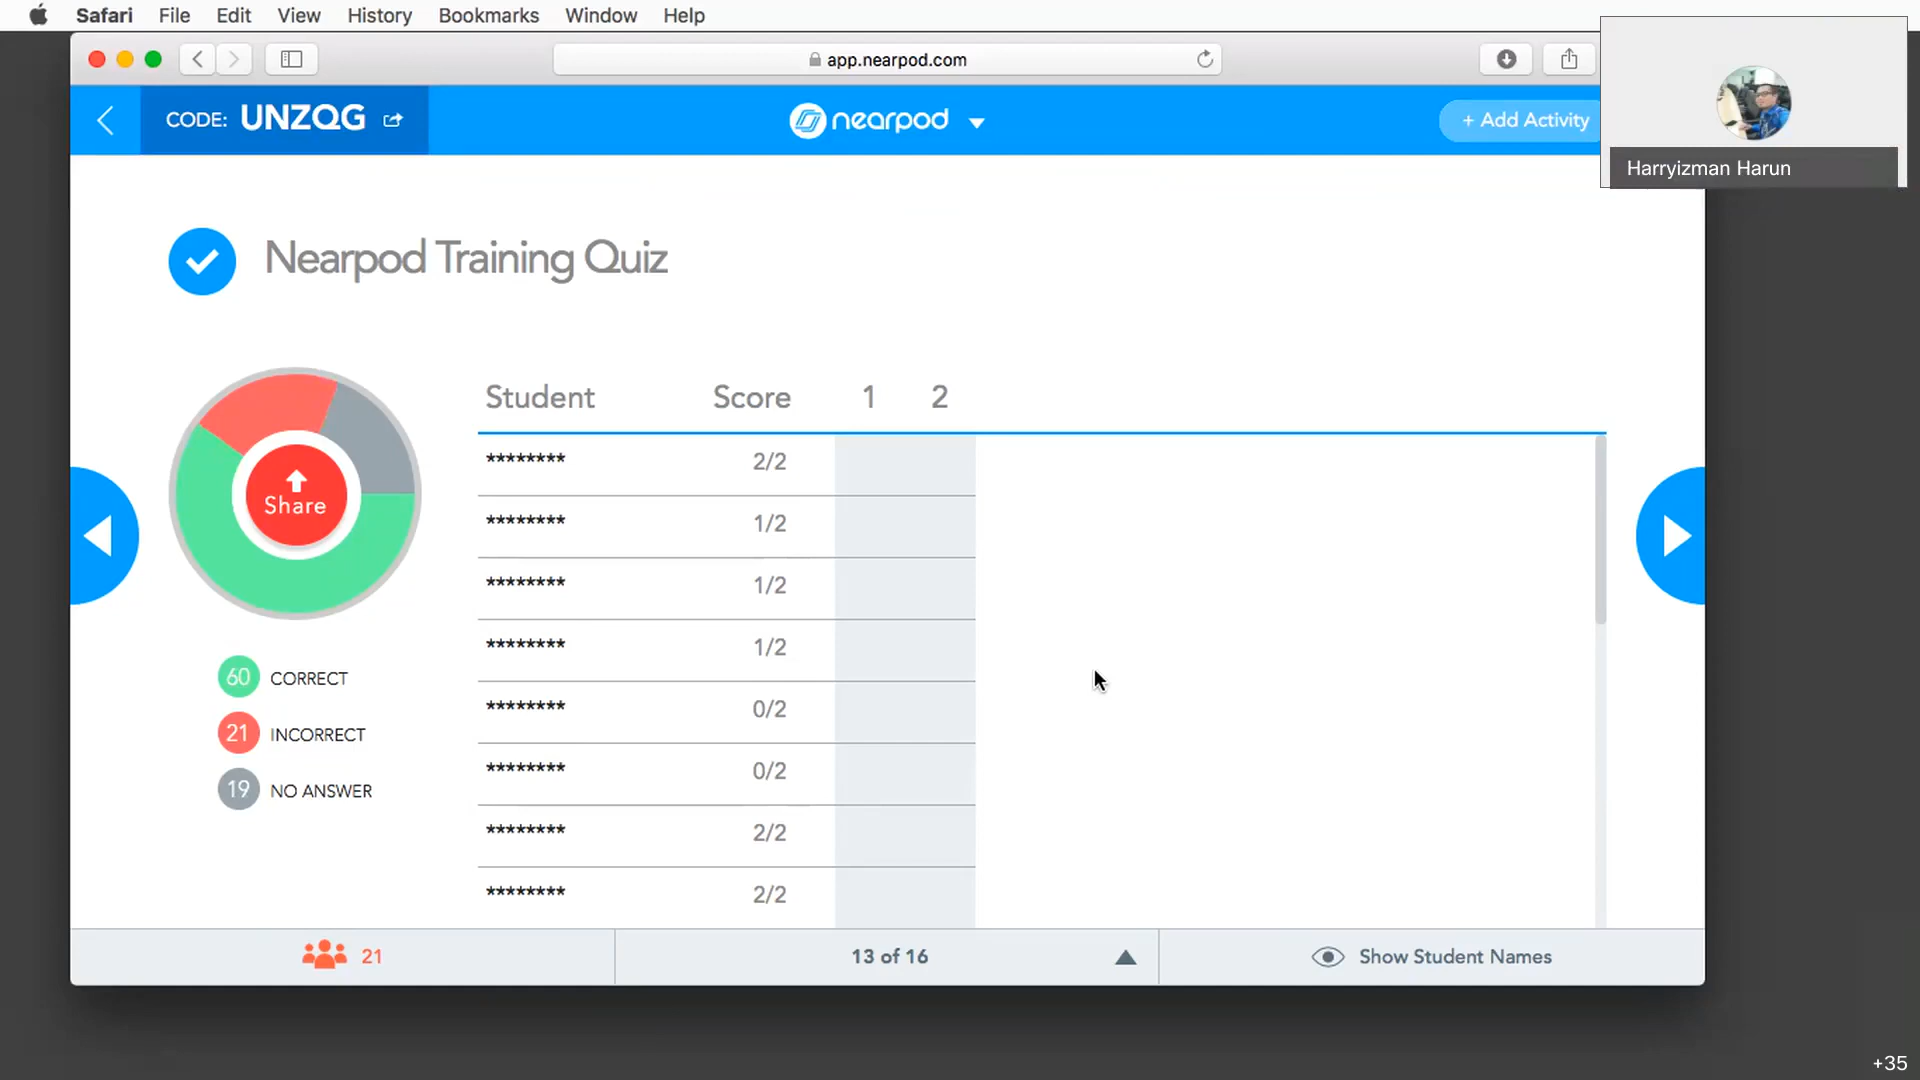 Safari File Edit View History Bookmarks Window Help
app.nearpod.com
CODE: UNZQG
nearpod
+ Add Activity
Harryizman Harun
Nearpod Training Quiz
Student Score 1 2
******** 2/2
******** 1/2
******** 1/2
******** 1/2
******** 0/2
******** 0/2
******** 2/2
******** 2/2
Share
60 CORRECT
21 INCORRECT
19 NO ANSWER
21
13 of 16
Show Student Names
+35